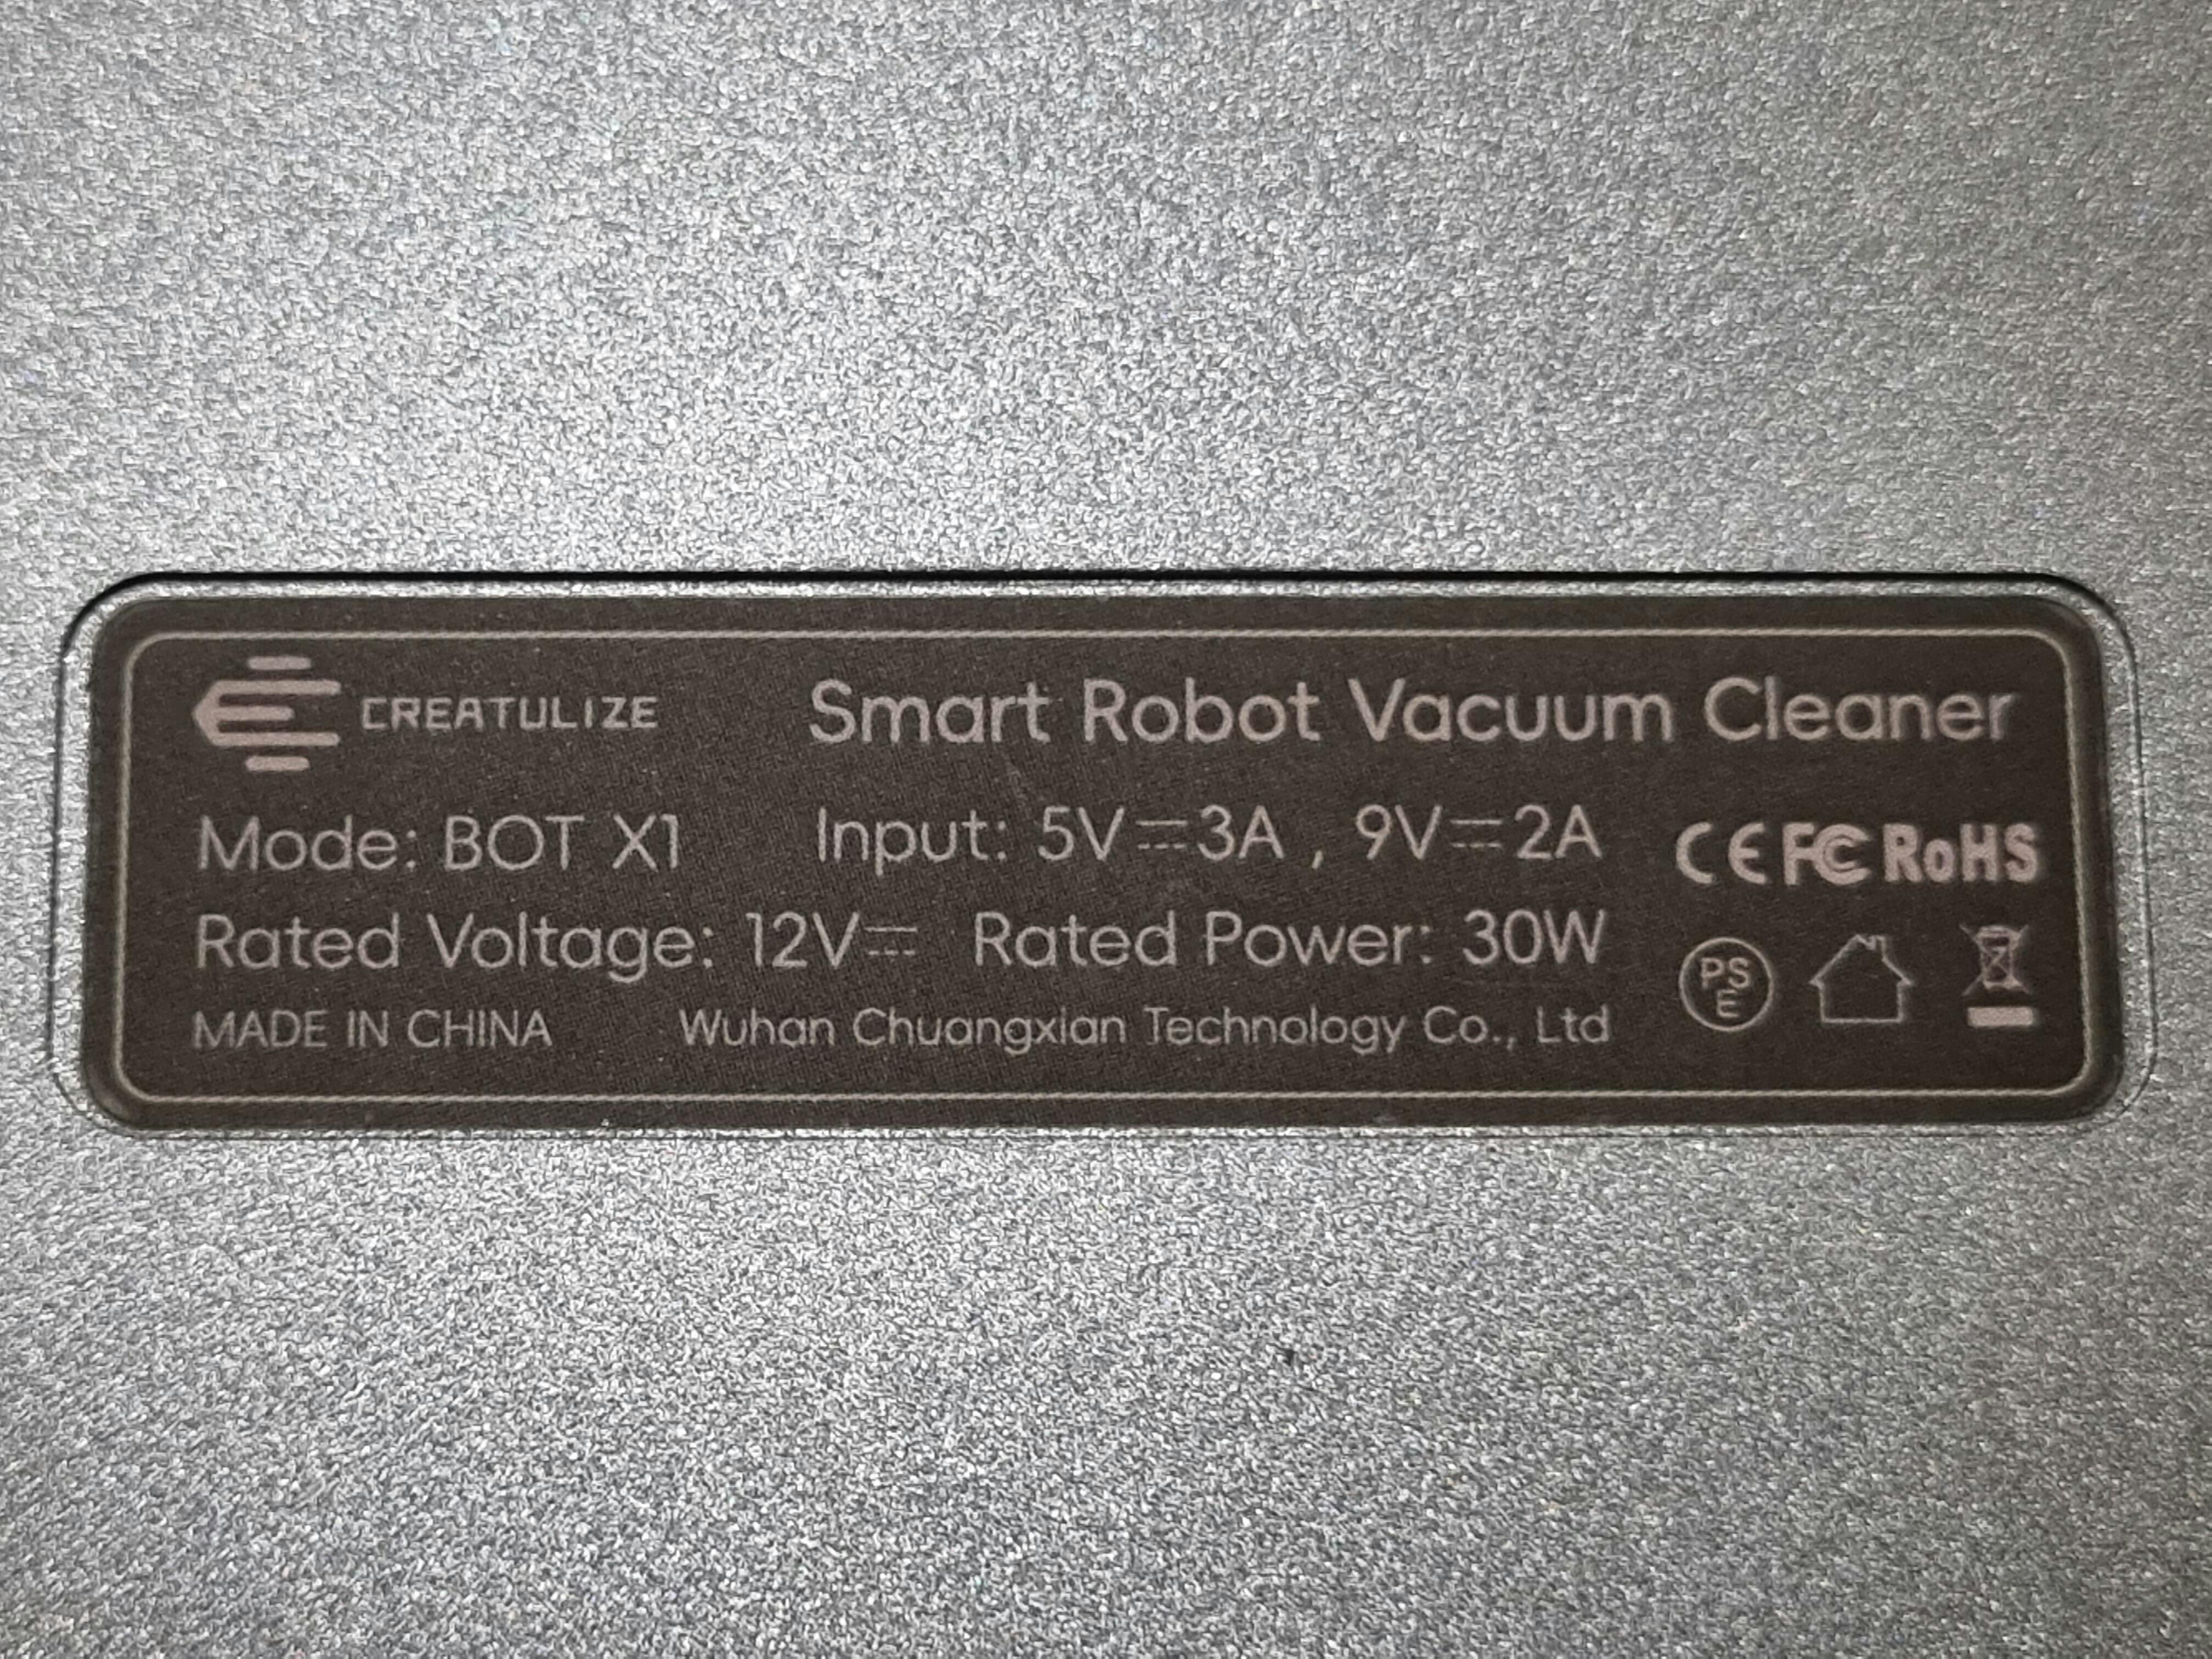 CREATULIZE Smart Robot Vacuum Cleaner
Mode: BOT X1 Input: 5V⎓3A , 9V⎓2A CE FC RoHS
Rated Voltage: 12V⎓ Rated Power: 30W
PS
E
MADE IN CHINA Wuhan Chuangxian Technology Co., Ltd